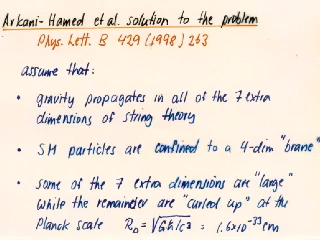 Arkani-Hamed et al. solution to the problem
Phys. Lett. B 429 (1998) 263
assume that:
• gravity propagates in all of the 7 extra
dimensions of string theory
• SM particles are confined to a 4-dim "brane"
• some of the 7 extra dimensions are "large"
while the remainder are "curled up" at the
Planck scale R₀ = √Għ/c³ = 1.6×10⁻³³ cm